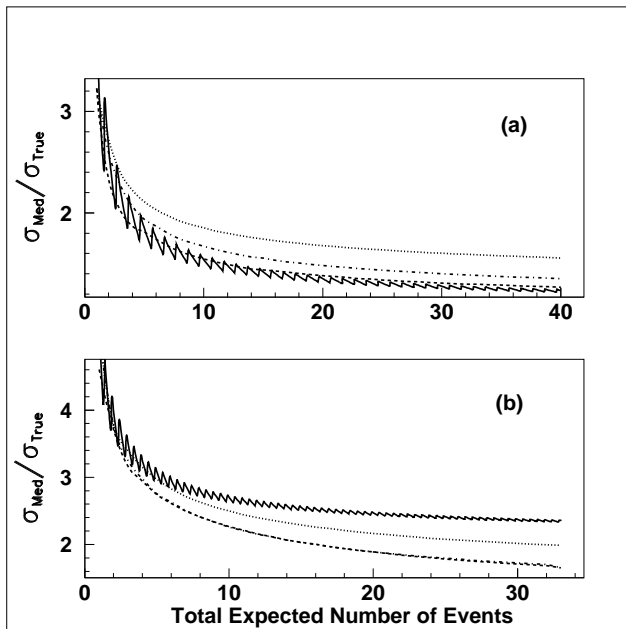 σMed/σTrue
3
2
(a)
0
10
20
30
40
σMed/σTrue
4
3
2
(b)
0
10
20
30
Total Expected Number of Events